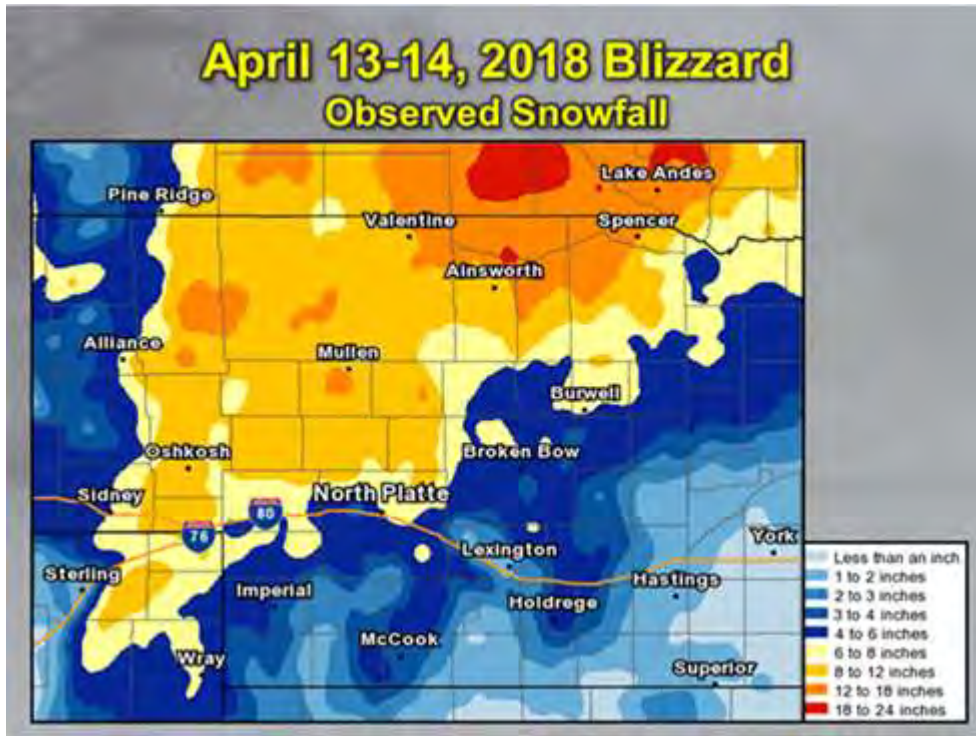 April 13-14, 2018 Blizzard
Observed Snowfall
Lake Andes
Pine Ridge
Valentine
Spencer
Ainsworth
Alliance
Mullen
Burwell
Oshkosh
Broken Bow
Sidney
North Platte
80
76
York
Lexington
Sterling
Hastings
Imperial
Holdrege
McCook
Wray
Superior
Less than an inch
1 to 2 inches
2 to 3 inches
3 to 4 inches
4 to 6 inches
6 to 8 inches
8 to 12 inches
12 to 18 inches
18 to 24 inches